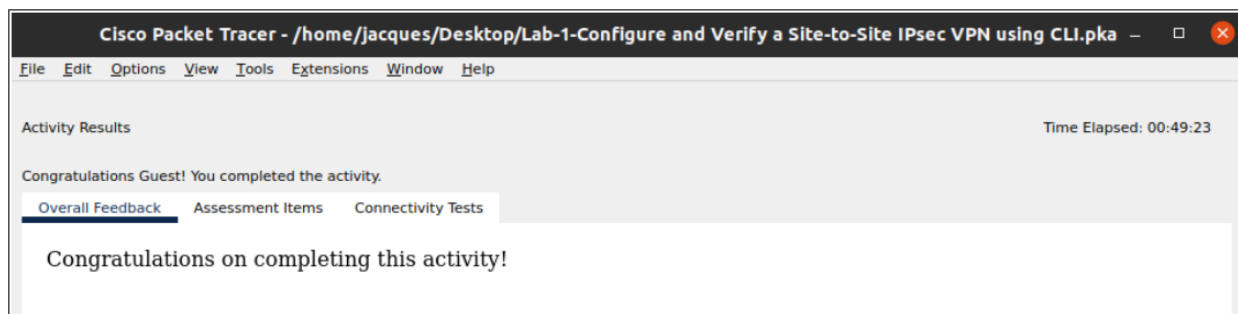 Cisco Packet Tracer - /home/jacques/Desktop/Lab-1-Configure and Verify a Site-to-Site IPsec VPN using CLI.pka
File Edit Options View Tools Extensions Window Help
Activity Results Time Elapsed: 00:49:23
Congratulations Guest! You completed the activity.
Overall Feedback Assessment Items Connectivity Tests
Congratulations on completing this activity!